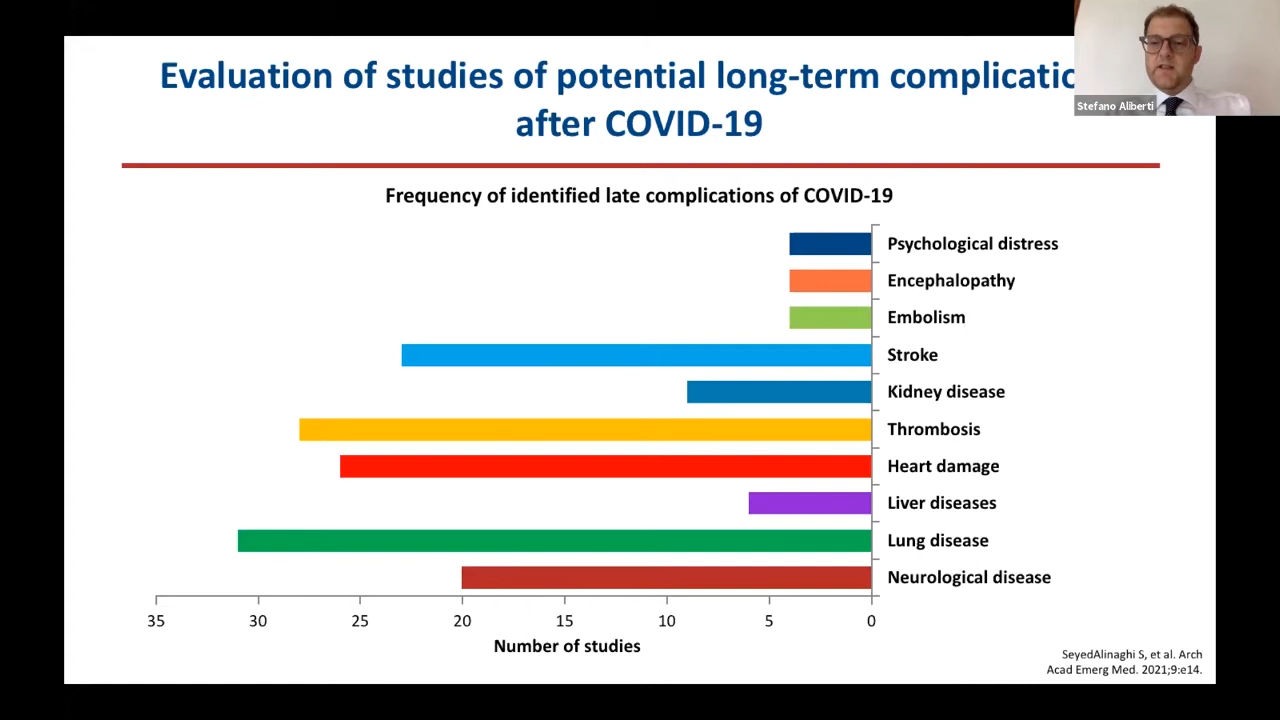 Evaluation of studies of potential long-term complicatio
after COVID-19
Stefano Aliberti
Frequency of identified late complications of COVID-19
Psychological distress
Encephalopathy
Embolism
Stroke
Kidney disease
Thrombosis
Heart damage
Liver diseases
Lung disease
Neurological disease
35 30 25 20 15 10 5 0
Number of studies
SeyedAlinaghi S, et al. Arch
Acad Emerg Med. 2021;9:e14.